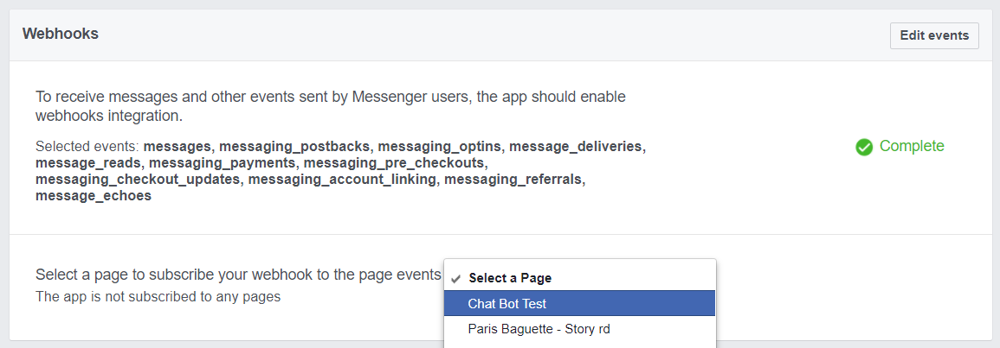 Webhooks
Edit events
To receive messages and other events sent by Messenger users, the app should enable
webhooks integration.
Selected events: messages, messaging_postbacks, messaging_optins, message_deliveries,
message_reads, messaging_payments, messaging_pre_checkouts,
messaging_checkout_updates, messaging_account_linking, messaging_referrals,
message_echoes
Complete
Select a page to subscribe your webhook to the page events
The app is not subscribed to any pages
Select a Page
Chat Bot Test
Paris Baguette - Story rd